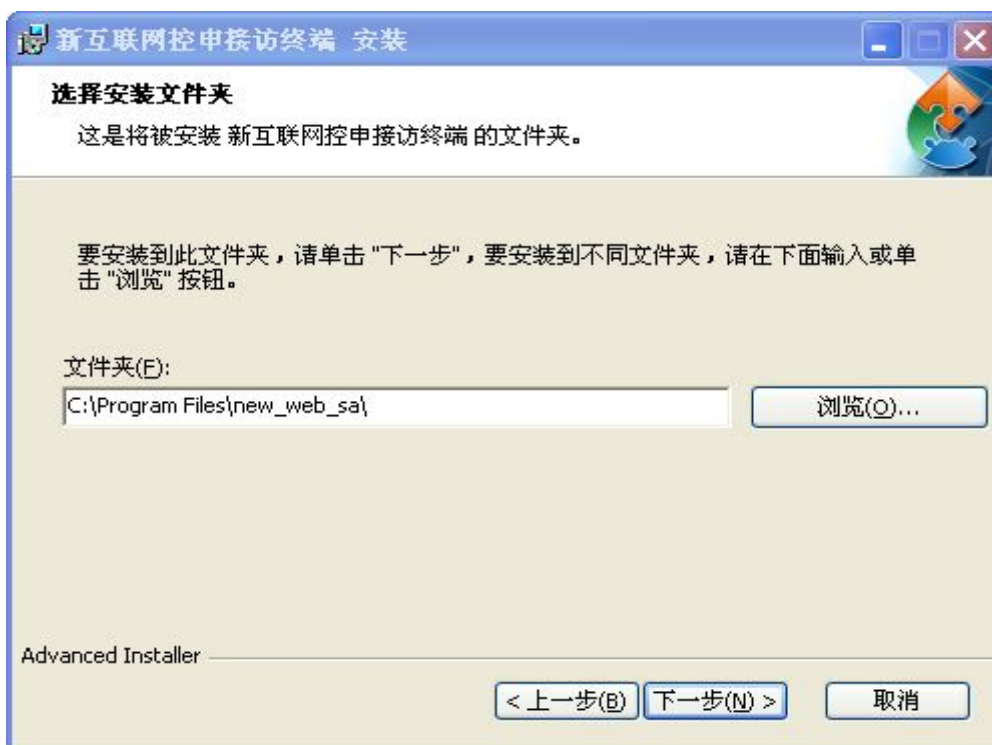 新互联网控申接访终端 安装
选择安装文件夹
这是将被安装 新互联网控申接访终端 的文件夹。
要安装到此文件夹，请单击 "下一步"，要安装到不同文件夹，请在下面输入或单
击 "浏览" 按钮。
文件夹(F):
C:\Program Files\new_web_sa\
浏览(O)...
Advanced Installer
< 上一步(B)
下一步(N) >
取消